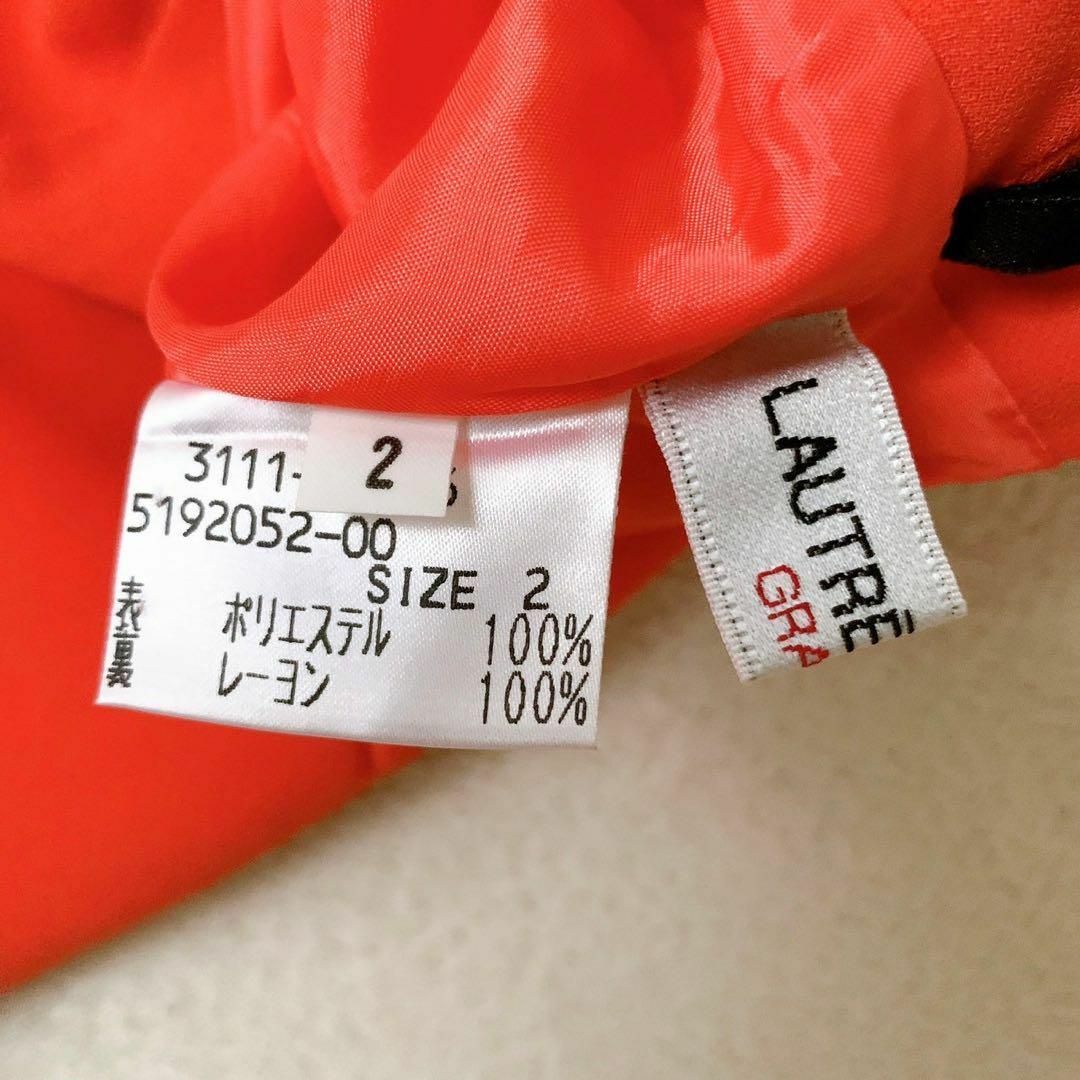 2
3111-
5192052-00
SIZE 2
表 ポリエステル 100%
裏 レーヨン 100%
LAUTRĒ
GRA